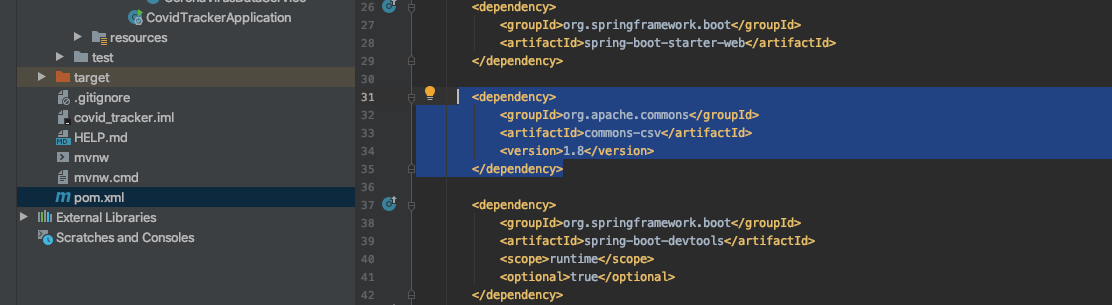 CovidTrackerApplication
resources
test
target
.gitignore
covid_tracker.iml
HELP.md
mvnw
mvnw.cmd
pom.xml
External Libraries
Scratches and Consoles
26 <dependency>
27 <groupId>org.springframework.boot</groupId>
28 <artifactId>spring-boot-starter-web</artifactId>
29 </dependency>
30
31 <dependency>
32 <groupId>org.apache.commons</groupId>
33 <artifactId>commons-csv</artifactId>
34 <version>1.8</version>
35 </dependency>
36
37 <dependency>
38 <groupId>org.springframework.boot</groupId>
39 <artifactId>spring-boot-devtools</artifactId>
40 <scope>runtime</scope>
41 <optional>true</optional>
42 </dependency>